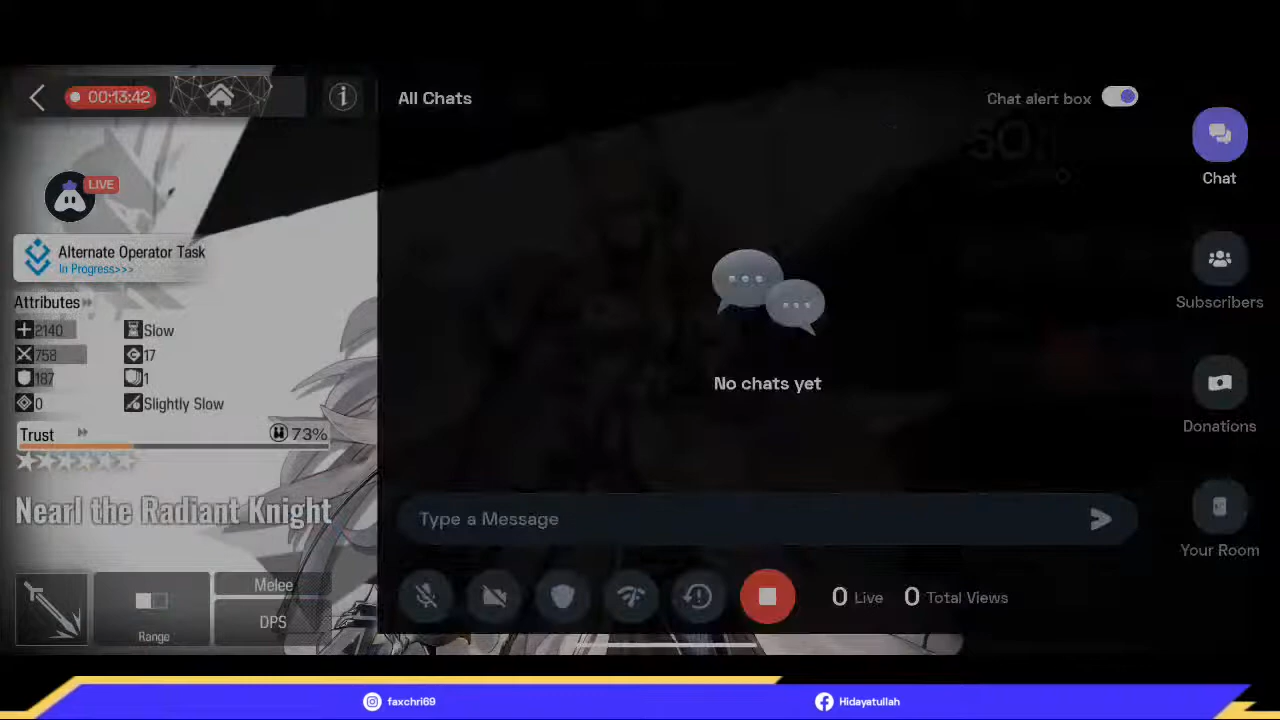 00:13:42
i
All Chats
Chat alert box
Chat
LIVE
Alternate Operator Task
In Progress>>>
Attributes
2140
Slow
758
17
187
1
0
Slightly Slow
Trust
73%
Nearl the Radiant Knight
Range
Melee
DPS
No chats yet
Type a Message
0 Live
0 Total Views
Subscribers
Donations
Your Room
faxchri69
Hidayatullah